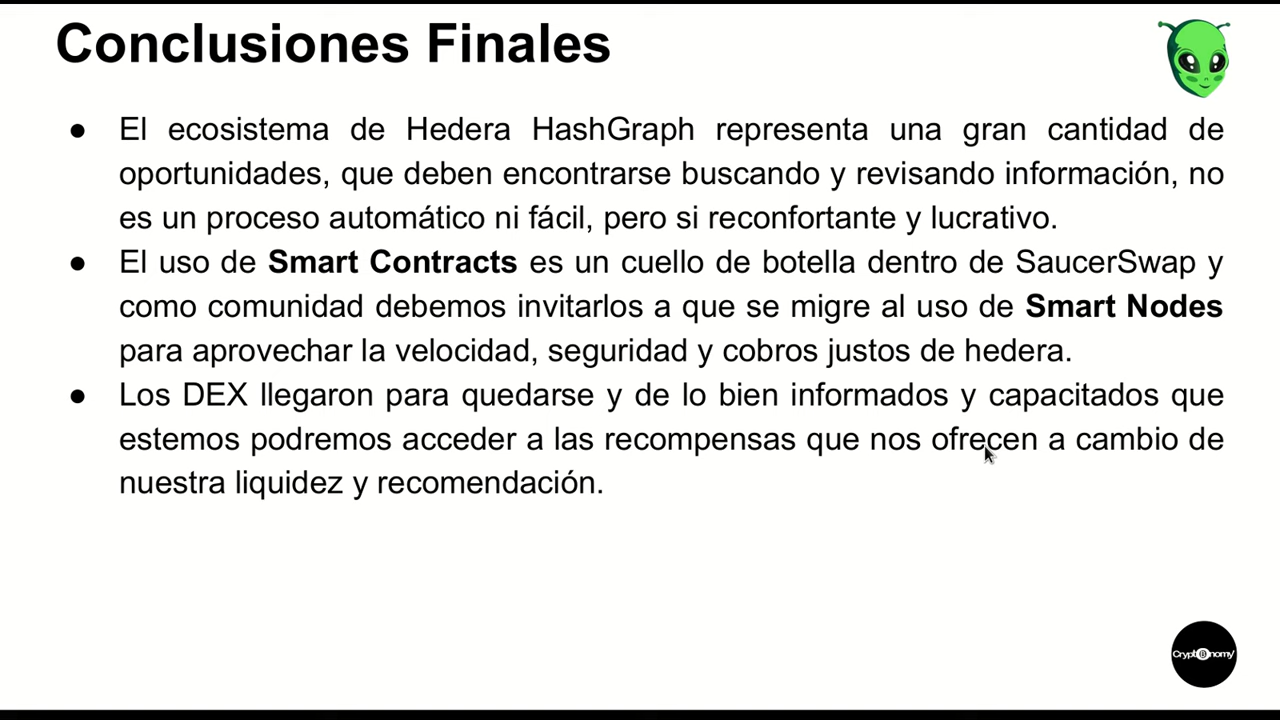 Conclusiones Finales
● El ecosistema de Hedera HashGraph representa una gran cantidad de
oportunidades, que deben encontrarse buscando y revisando información, no
es un proceso automático ni fácil, pero si reconfortante y lucrativo.
● El uso de Smart Contracts es un cuello de botella dentro de SaucerSwap y
como comunidad debemos invitarlos a que se migre al uso de Smart Nodes
para aprovechar la velocidad, seguridad y cobros justos de hedera.
● Los DEX llegaron para quedarse y de lo bien informados y capacitados que
estemos podremos acceder a las recompensas que nos ofrecen a cambio de
nuestra liquidez y recomendación.
Crypt₿nomy